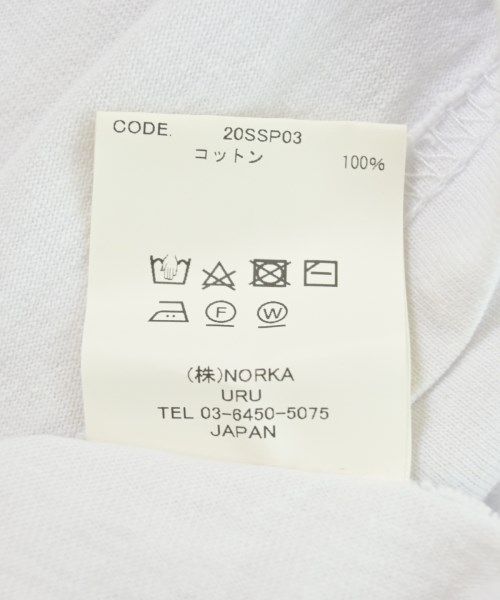 CODE. 20SSP03
コットン 100%
F W
(株)NORKA
URU
TEL 03-6450-5075
JAPAN